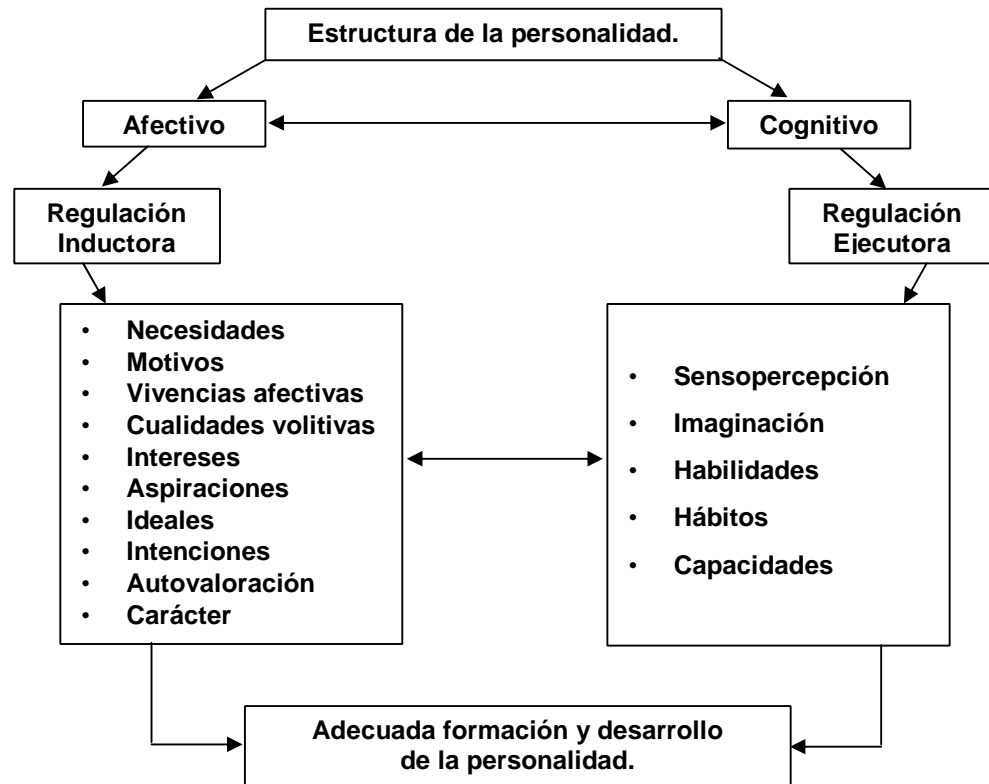 Estructura de la personalidad.
Afectivo
Cognitivo
Regulación
Inductora
Regulación
Ejecutora
• Necesidades
• Motivos
• Vivencias afectivas
• Cualidades volitivas
• Intereses
• Aspiraciones
• Ideales
• Intenciones
• Autovaloración
• Carácter
• Sensopercepción
• Imaginación
• Habilidades
• Hábitos
• Capacidades
Adecuada formación y desarrollo
de la personalidad.